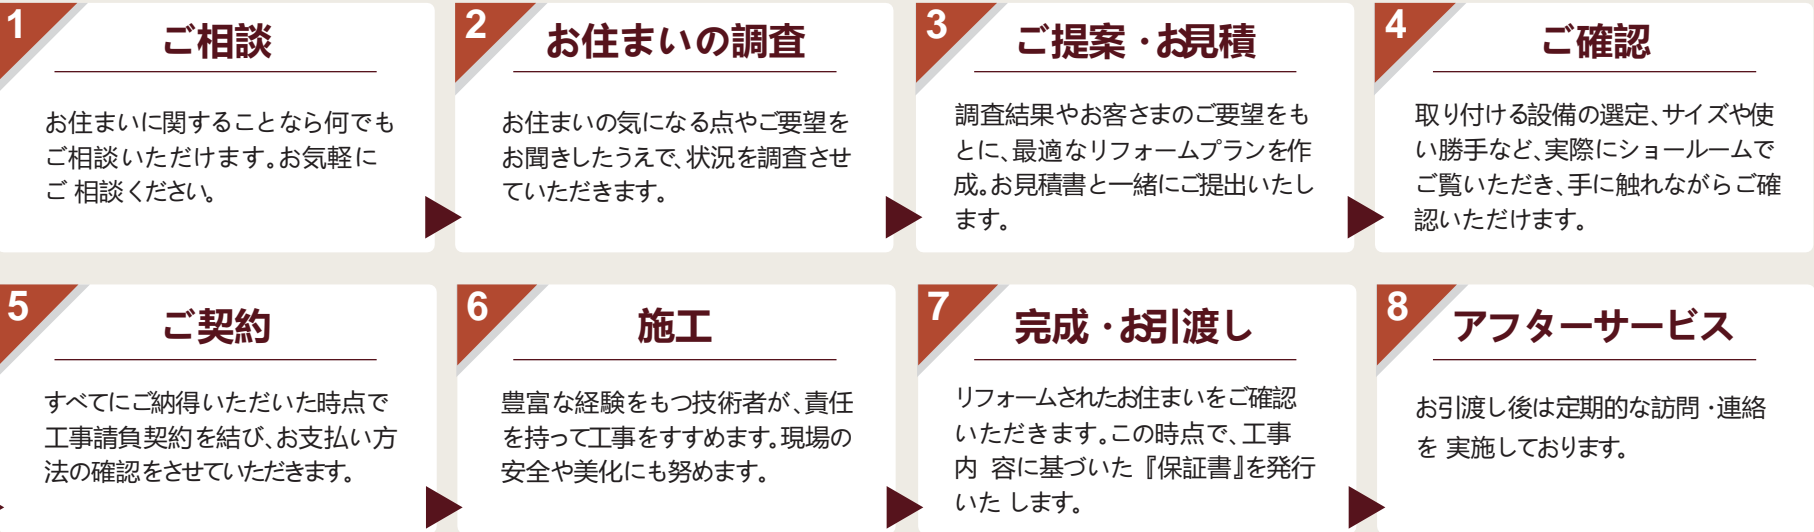 1
ご相談
お住まいに関することなら何でも
ご相談いただけます。お気軽に
ご 相談ください。
2
お住まいの調査
お住まいの気になる点やご要望を
お聞きしたうえで、状況を調査させ
ていただきます。
3
ご提案・お見積
調査結果やお客さまのご要望をも
とに、最適なリフォームプランを作
成。お見積書と一緒にご提出いたし
ます。
4
ご確認
取り付ける設備の選定、サイズや使
い勝手など、実際にショールームで
ご覧いただき、手に触れながらご確
認いただけます。
5
ご契約
すべてにご納得いただいた時点で
工事請負契約を結び、お支払い方
法の確認をさせていただきます。
6
施工
豊富な経験をもつ技術者が、責任
を持って工事をすすめます。現場の
安全や美化にも努めます。
7
完成・お引渡し
リフォームされたお住まいをご確認
いただきます。この時点で、工事
内 容に基づいた『保証書』を発行
いた します。
8
アフターサービス
お引渡し後は定期的な訪問・連絡
を 実施しております。